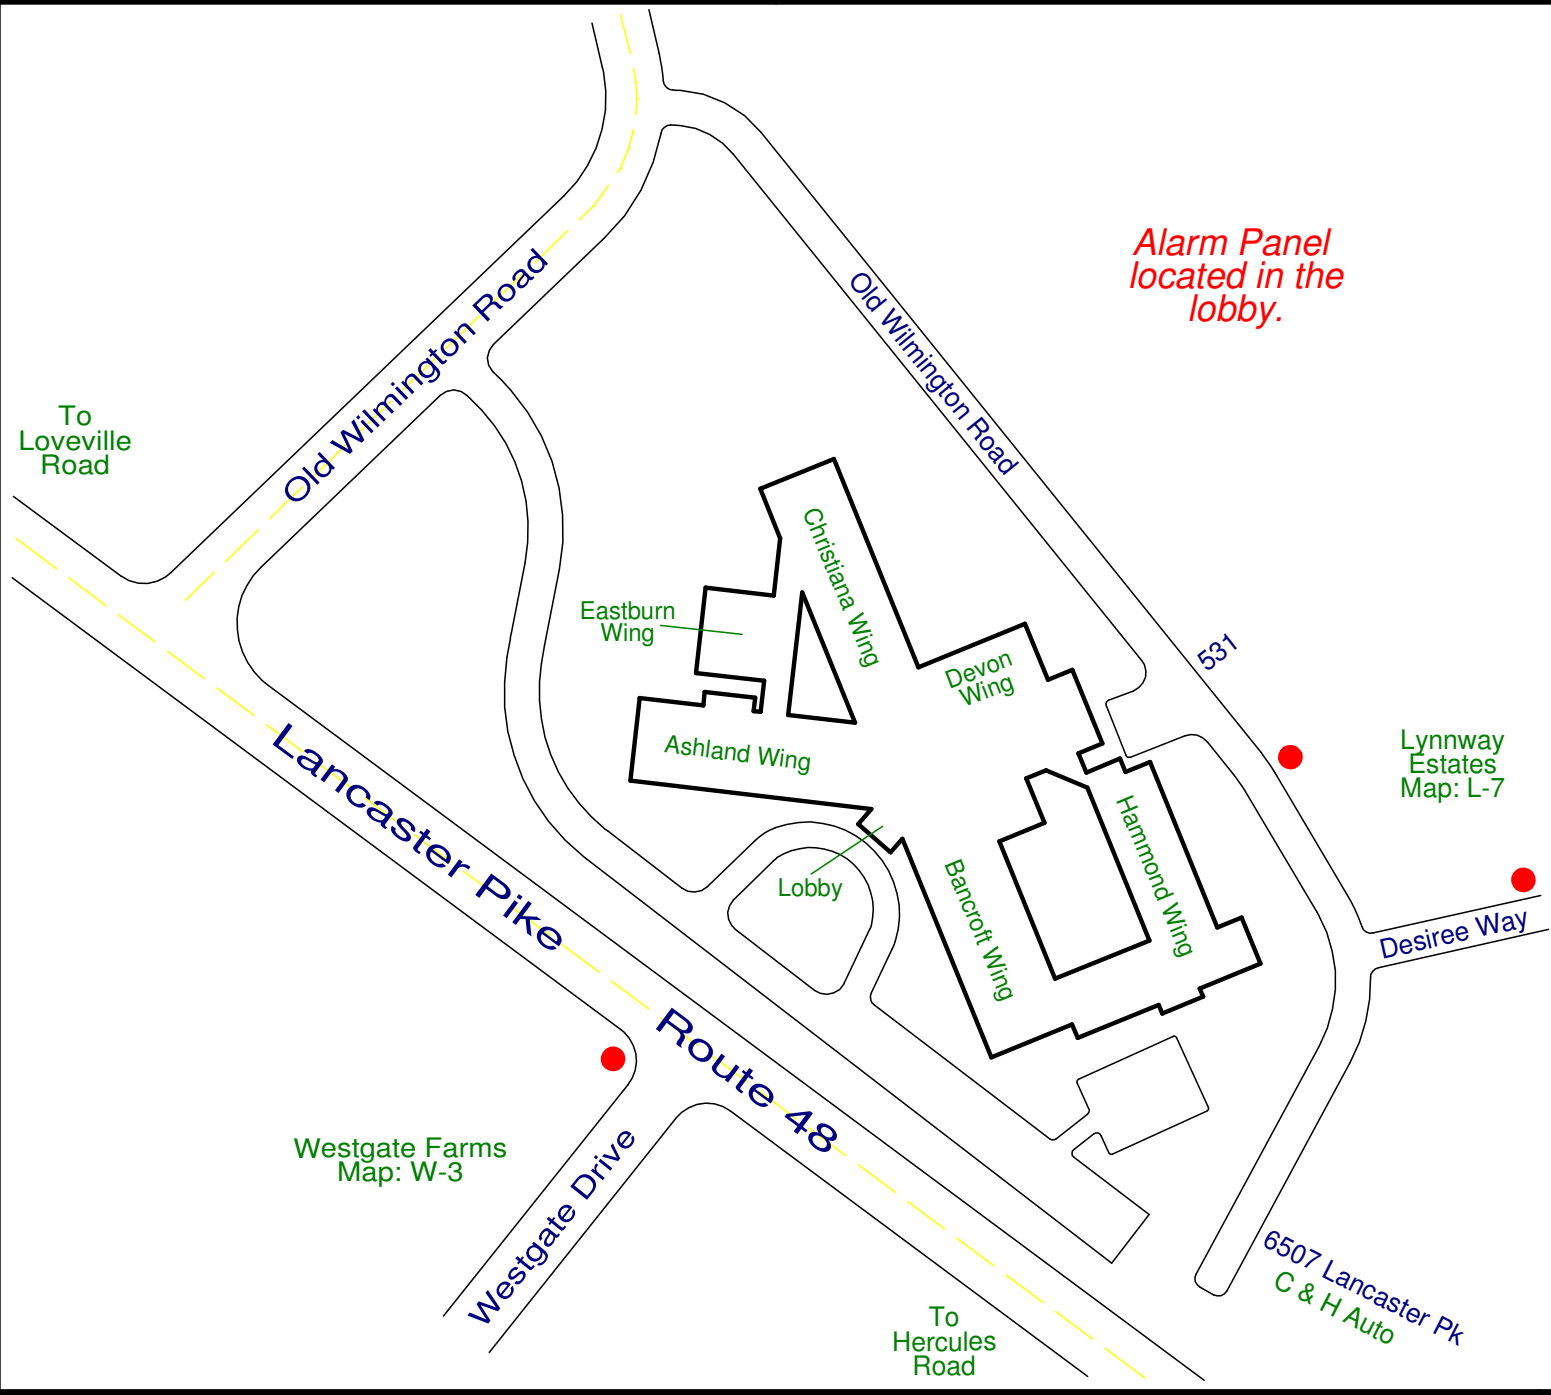 Alarm Panel
located in the
lobby.
Old Wilmington Road
Old Wilmington Road
To
Loveville
Road
Christiana Wing
Eastburn
Wing
Devon
Wing
531
Ashland Wing
Lynnway
Estates
Map: L-7
Lancaster Pike
Hammond Wing
Lobby
Bancroft Wing
Desiree Way
Route 48
Westgate Farms
Map: W-3
Westgate Drive
6507 Lancaster Pk
C & H Auto
To
Hercules
Road